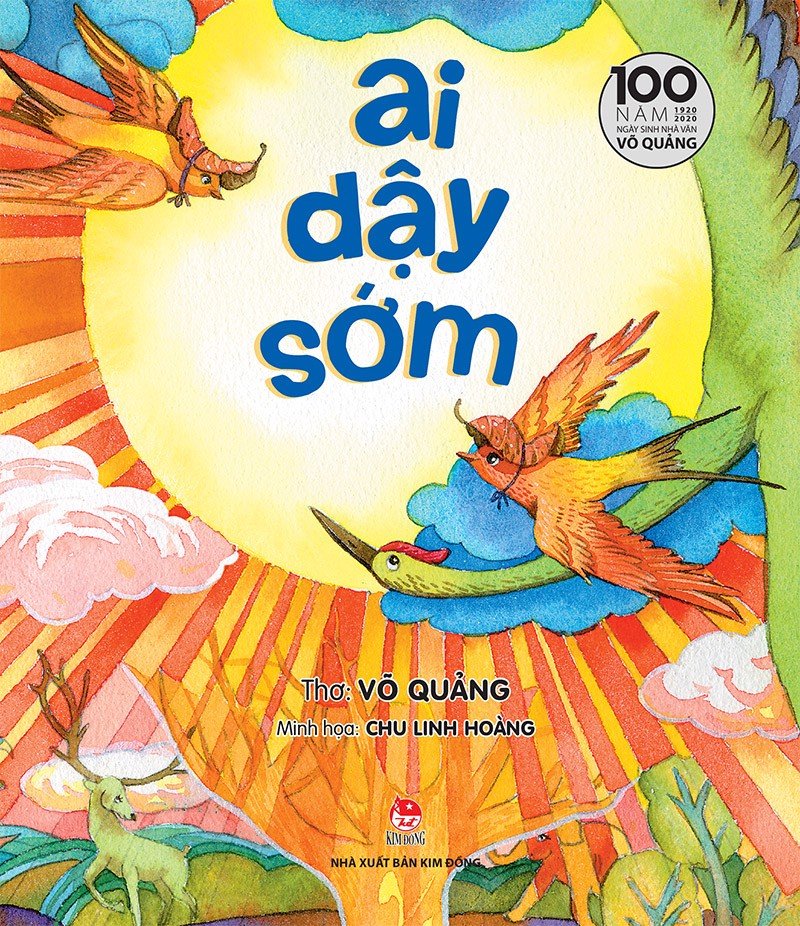 ai
dậy
sớm
100
NĂM 1920 2020
NGÀY SINH NHÀ VĂN
VÕ QUẢNG
Thơ: VÕ QUẢNG
Minh họa: CHU LINH HOÀNG
KIM ĐỒNG
NHÀ XUẤT BẢN KIM ĐỒNG